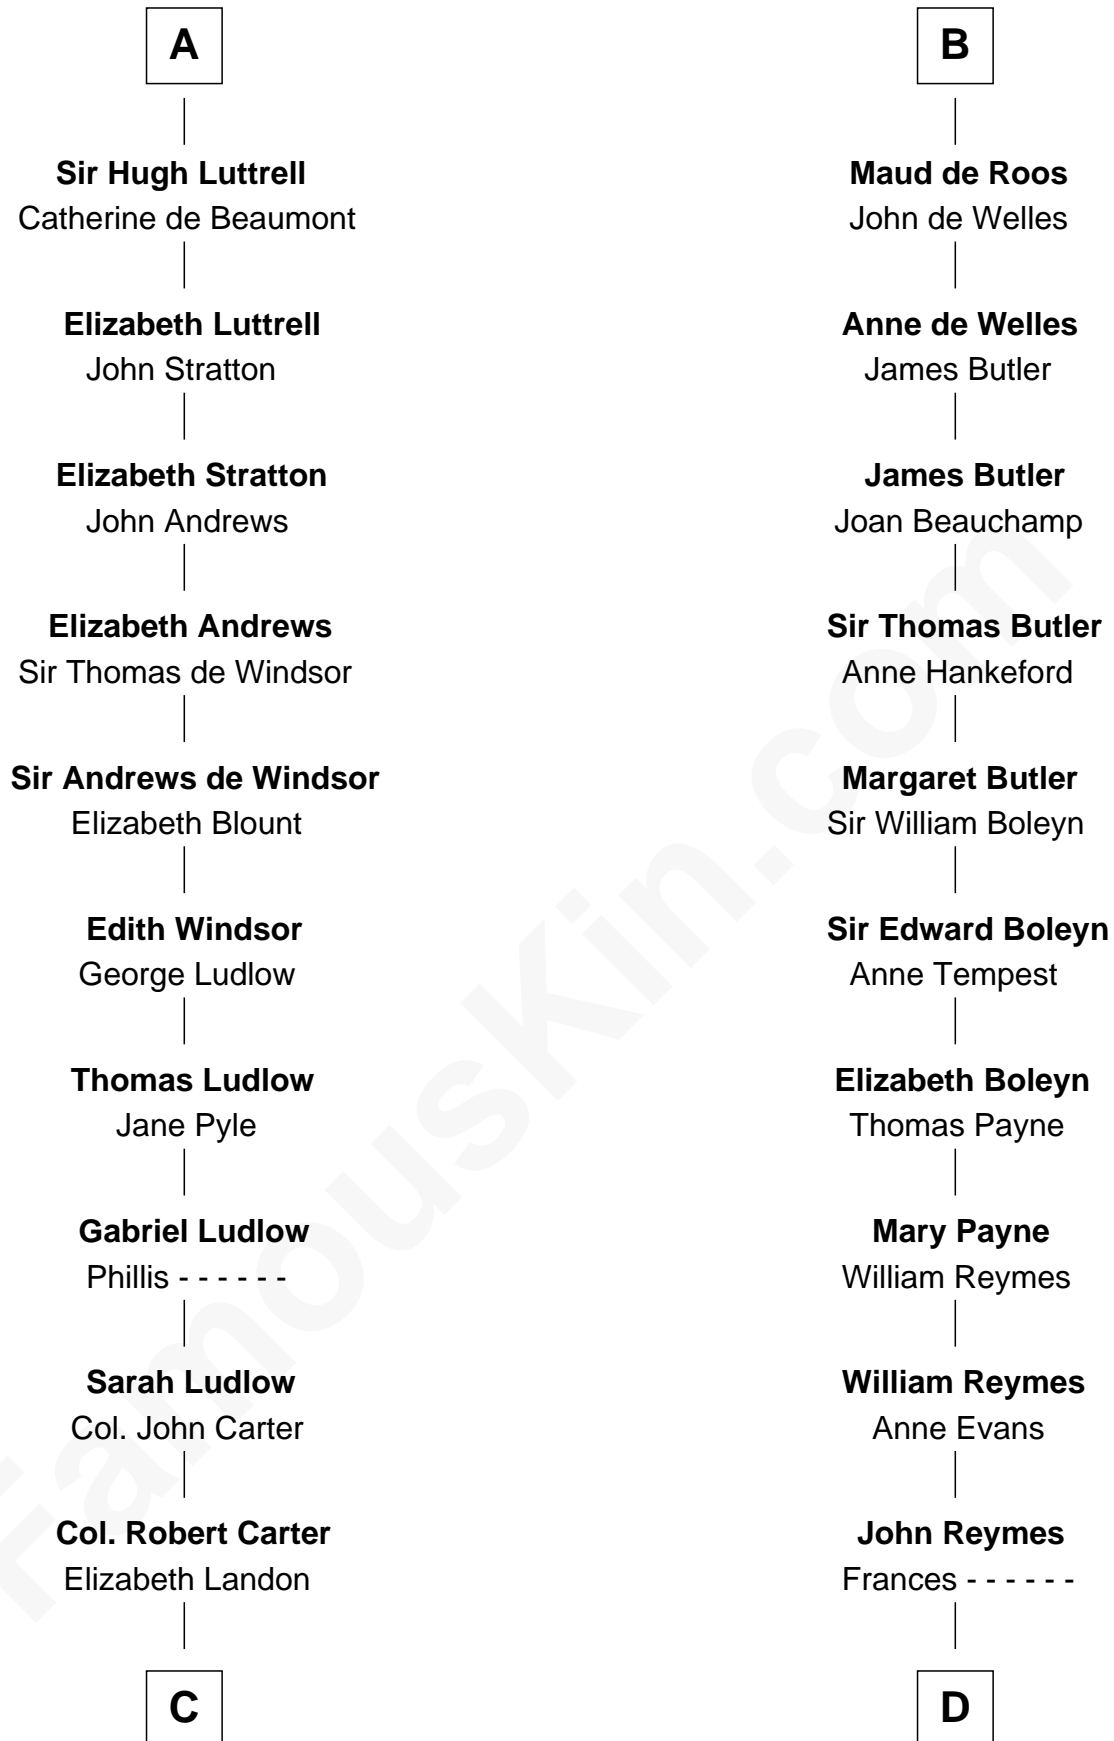 A
Sir Hugh Luttrell
Catherine de Beaumont
Elizabeth Luttrell
John Stratton
Elizabeth Stratton
John Andrews
Elizabeth Andrews
Sir Thomas de Windsor
Sir Andrews de Windsor
Elizabeth Blount
Edith Windsor
George Ludlow
Thomas Ludlow
Jane Pyle
Gabriel Ludlow
Phillis - - - - - -
Sarah Ludlow
Col. John Carter
Col. Robert Carter
Elizabeth Landon
C
B
Maud de Roos
John de Welles
Anne de Welles
James Butler
James Butler
Joan Beauchamp
Sir Thomas Butler
Anne Hankeford
Margaret Butler
Sir William Boleyn
Sir Edward Boleyn
Anne Tempest
Elizabeth Boleyn
Thomas Payne
Mary Payne
William Reymes
William Reymes
Anne Evans
John Reymes
Frances - - - - - -
D
FamousKin.com